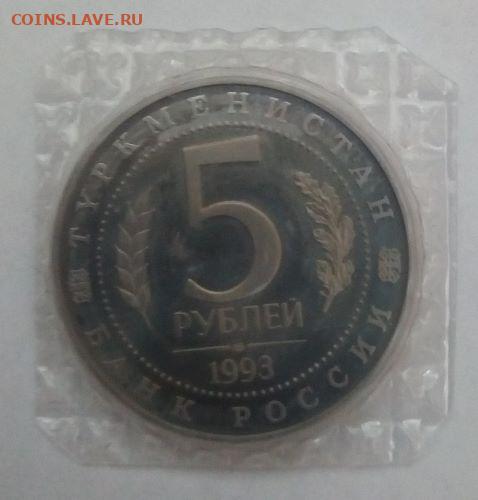 COINS.LAVE.RU
ТУРКМЕНИСТАН
5
РУБЛЕЙ
1993
БАНК РОССИИ